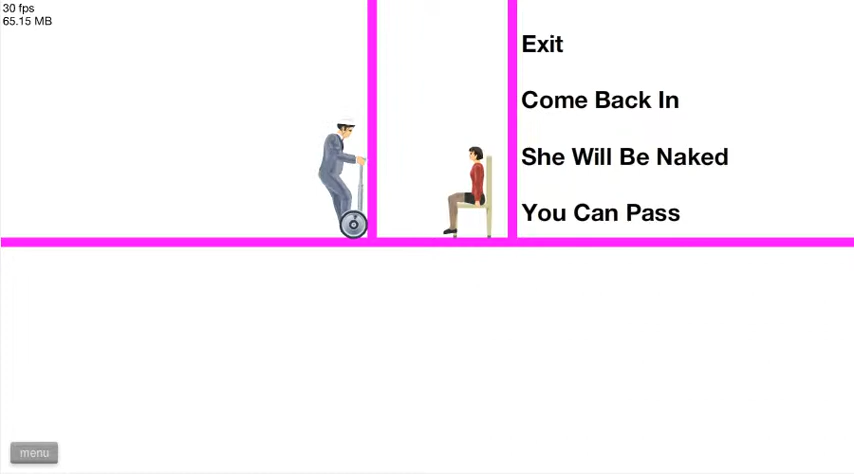 30 fps
65.15 MB
Exit
Come Back In
She Will Be Naked
You Can Pass
menu